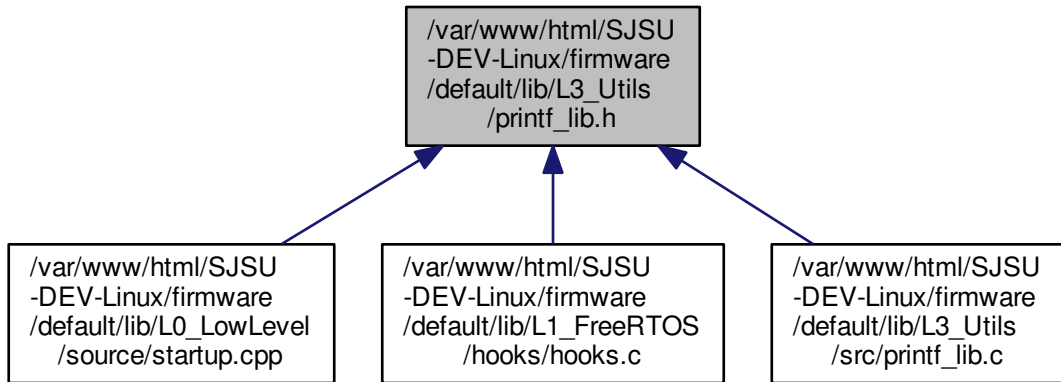 /var/www/html/SJSU
-DEV-Linux/firmware
/default/lib/L3_Utils
/printf_lib.h
/var/www/html/SJSU
-DEV-Linux/firmware
/default/lib/L0_LowLevel
/source/startup.cpp
/var/www/html/SJSU
-DEV-Linux/firmware
/default/lib/L1_FreeRTOS
/hooks/hooks.c
/var/www/html/SJSU
-DEV-Linux/firmware
/default/lib/L3_Utils
/src/printf_lib.c